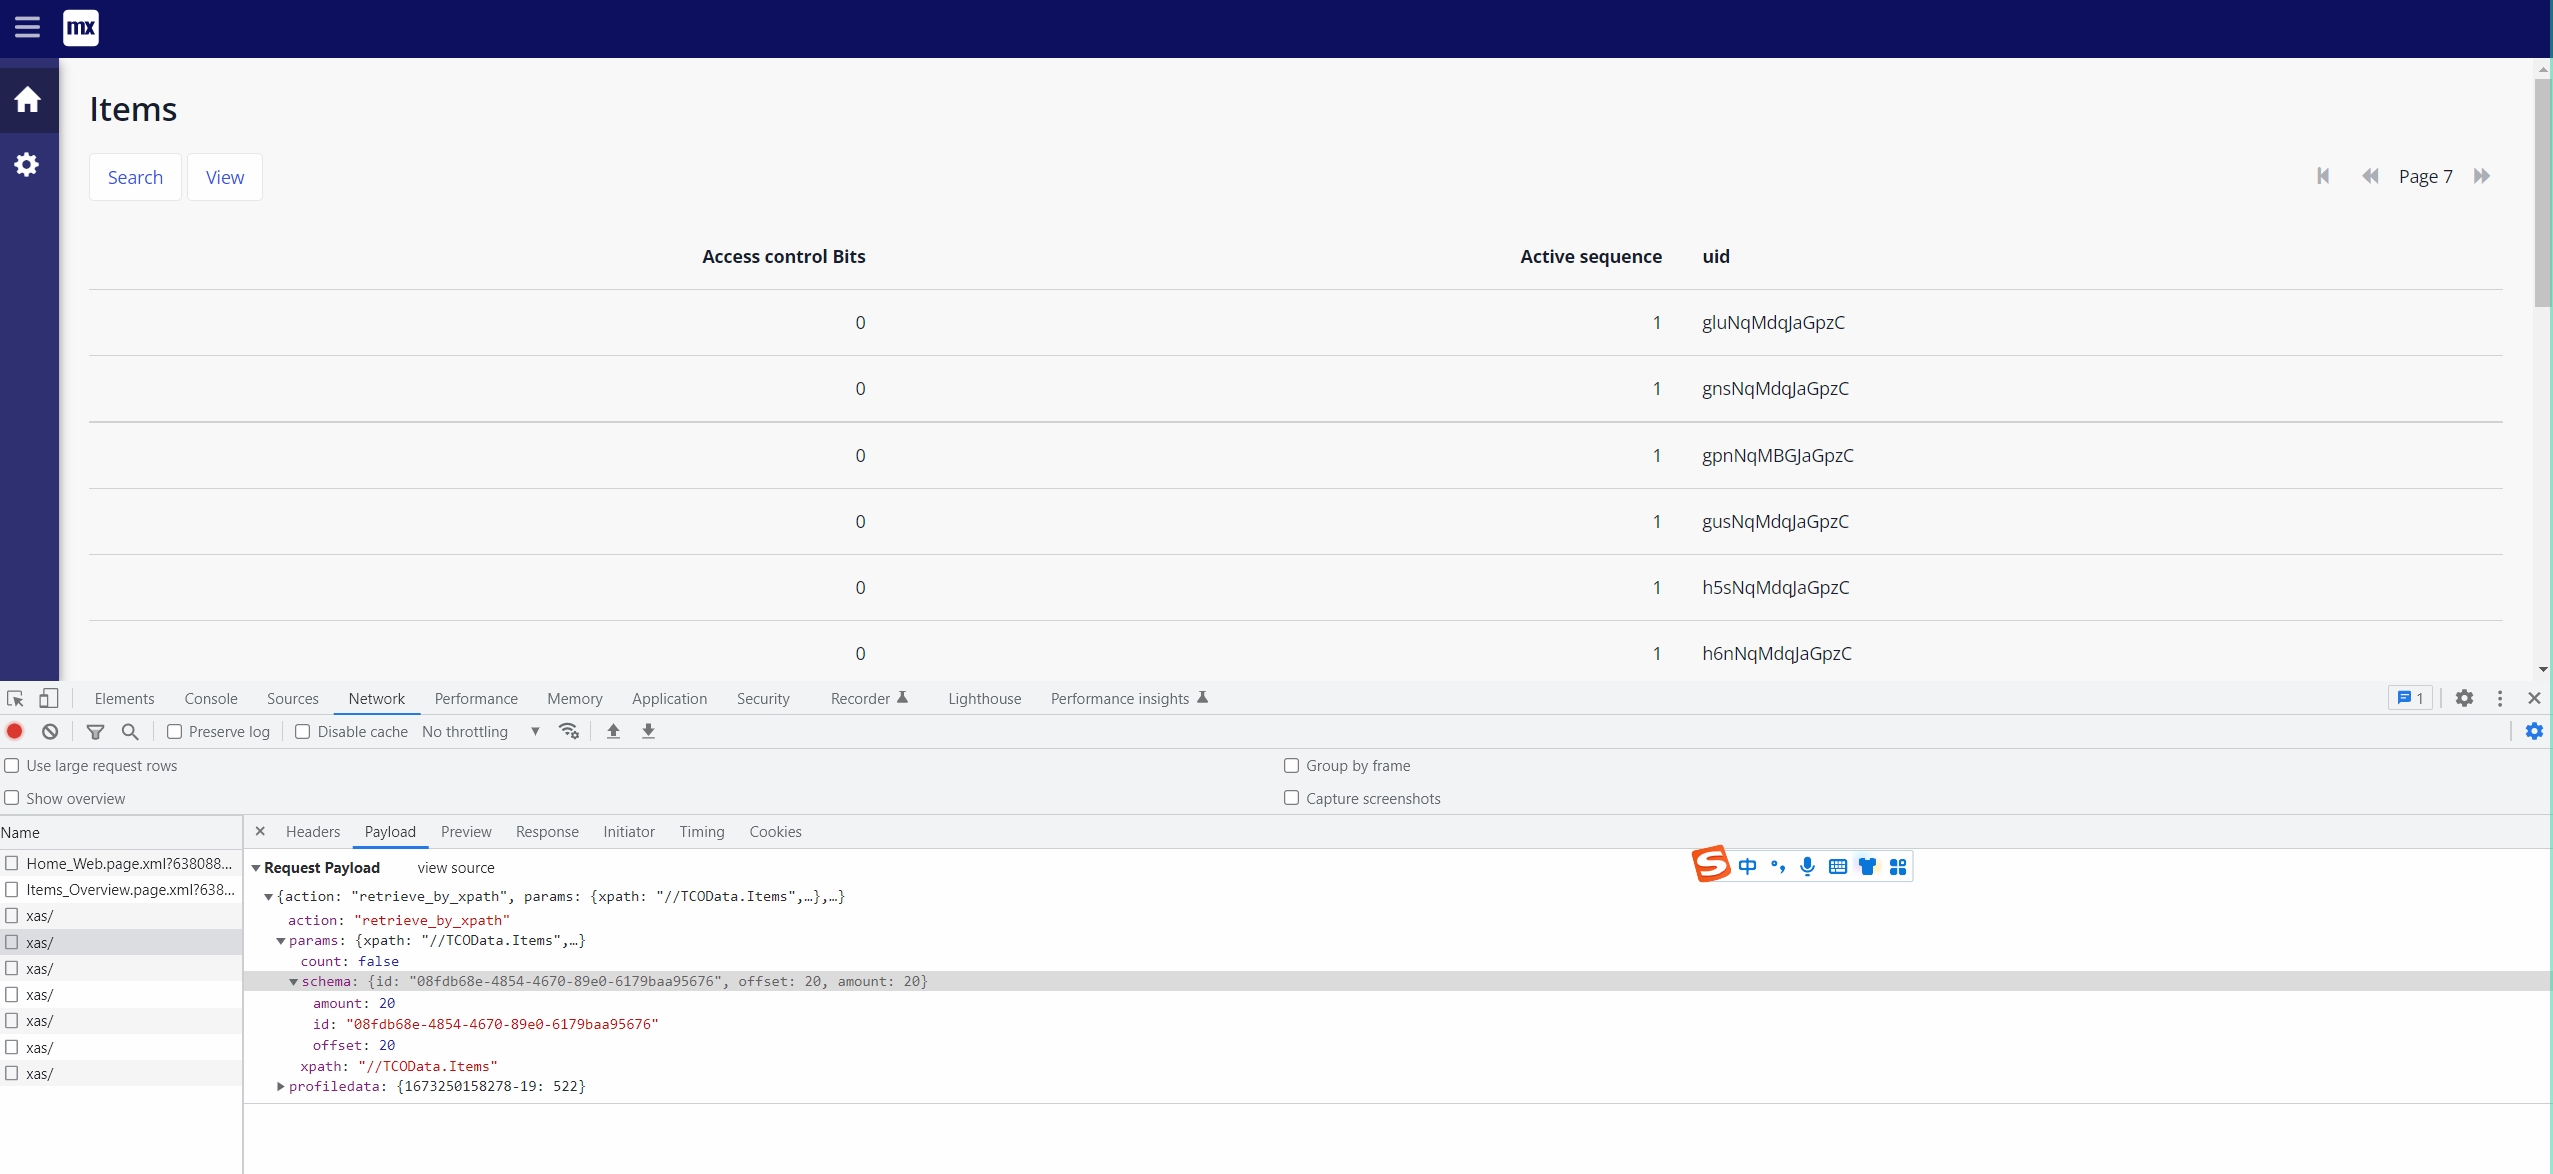 mx
Items
Search View Page 7
Access control Bits Active sequence uid
0 1 gluNqMdqJaGpzC
0 1 gnsNqMdqJaGpzC
0 1 gpnNqMBGJaGpzC
0 1 gusNqMdqJaGpzC
0 1 h5sNqMdqJaGpzC
0 1 h6nNqMdqJaGpzC
Elements Console Sources Network Performance Memory Application Security Recorder Lighthouse Performance insights 1
Preserve log Disable cache No throttling
Use large request rows Group by frame
Show overview Capture screenshots
Name
Home_Web.page.xml?638088...
Items_Overview.page.xml?638...
xas/
xas/
xas/
xas/
xas/
xas/
xas/
Headers Payload Preview Response Initiator Timing Cookies
Request Payload view source
{action: "retrieve_by_xpath", params: {xpath: "//TCOData.Items",…},…}
action: "retrieve_by_xpath"
params: {xpath: "//TCOData.Items",…}
count: false
schema: {id: "08fdb68e-4854-4670-89e0-6179baa95676", offset: 20, amount: 20}
amount: 20
id: "08fdb68e-4854-4670-89e0-6179baa95676"
offset: 20
xpath: "//TCOData.Items"
profiledata: {1673250158278-19: 522}
S 中